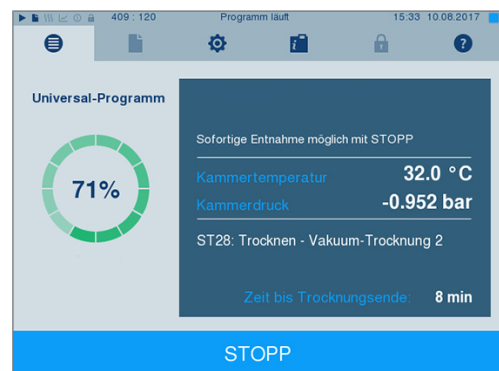 409 : 120 Programm läuft 15:33 10.08.2017
Universal-Programm
71%
Sofortige Entnahme möglich mit STOPP
Kammertemperatur 32.0 °C
Kammerdruck -0.952 bar
ST28: Trocknen - Vakuum-Trocknung 2
Zeit bis Trocknungsende: 8 min
STOPP